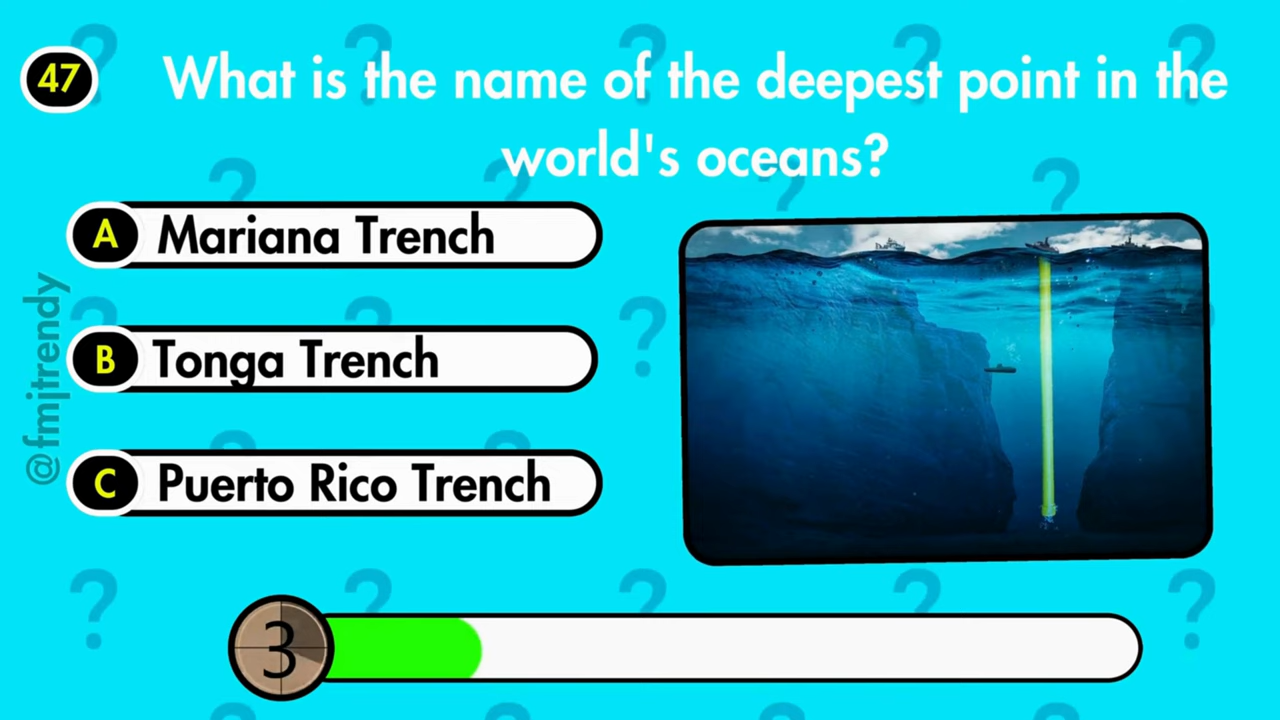 47
What is the name of the deepest point in the
world's oceans?
A Mariana Trench
B Tonga Trench
C Puerto Rico Trench
@fmjtrendy
3